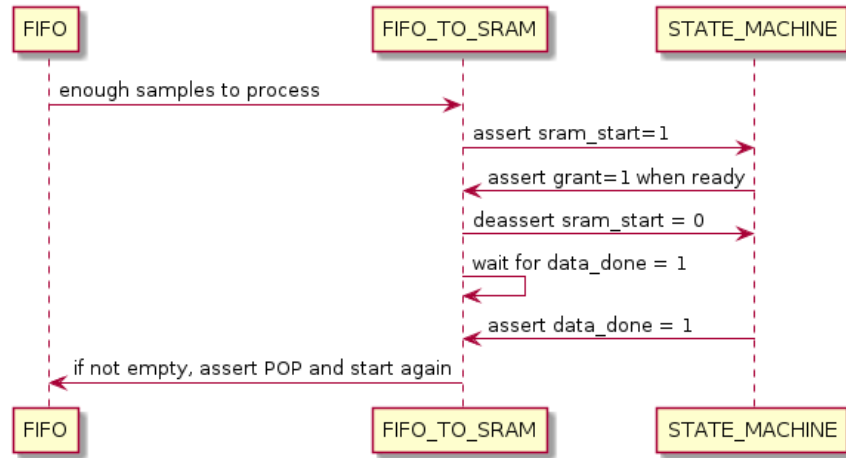 FIFO
FIFO_TO_SRAM
STATE_MACHINE
enough samples to process
assert sram_start=1
assert grant=1 when ready
deassert sram_start = 0
wait for data_done = 1
assert data_done = 1
if not empty, assert POP and start again
FIFO
FIFO_TO_SRAM
STATE_MACHINE